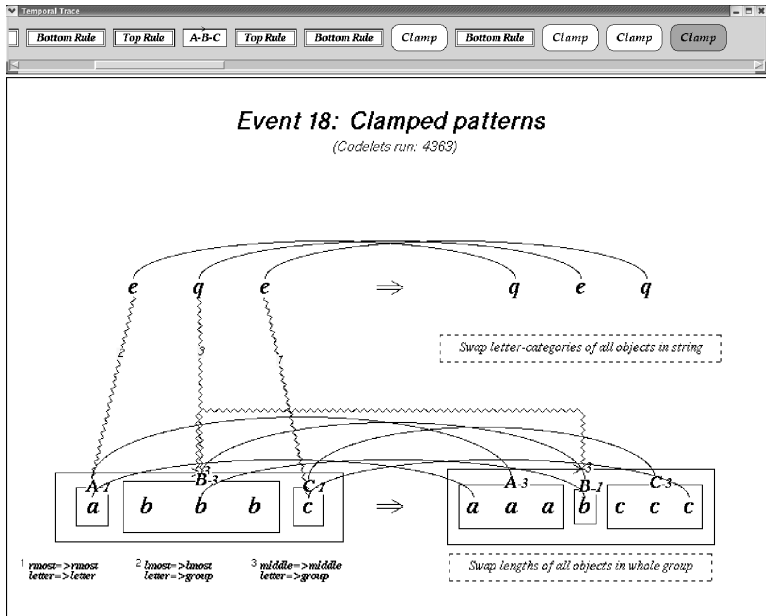 Temporal Trace
Bottom Rule Top Rule A-B-C Top Rule Bottom Rule Clamp Bottom Rule Clamp Clamp Clamp
Event 18: Clamped patterns
(Codelets run: 4363)
e q e ⇒ q e q
2 3 1
Swap letter-categories of all objects in string
A-1 B-3 C-1 A-3 B-1 C-3
a b b b c ⇒ a a a b c c c
1 rmost=>rmost 2 lmost=>lmost 3 middle=>middle
letter=>letter letter=>group letter=>group
Swap lengths of all objects in whole group